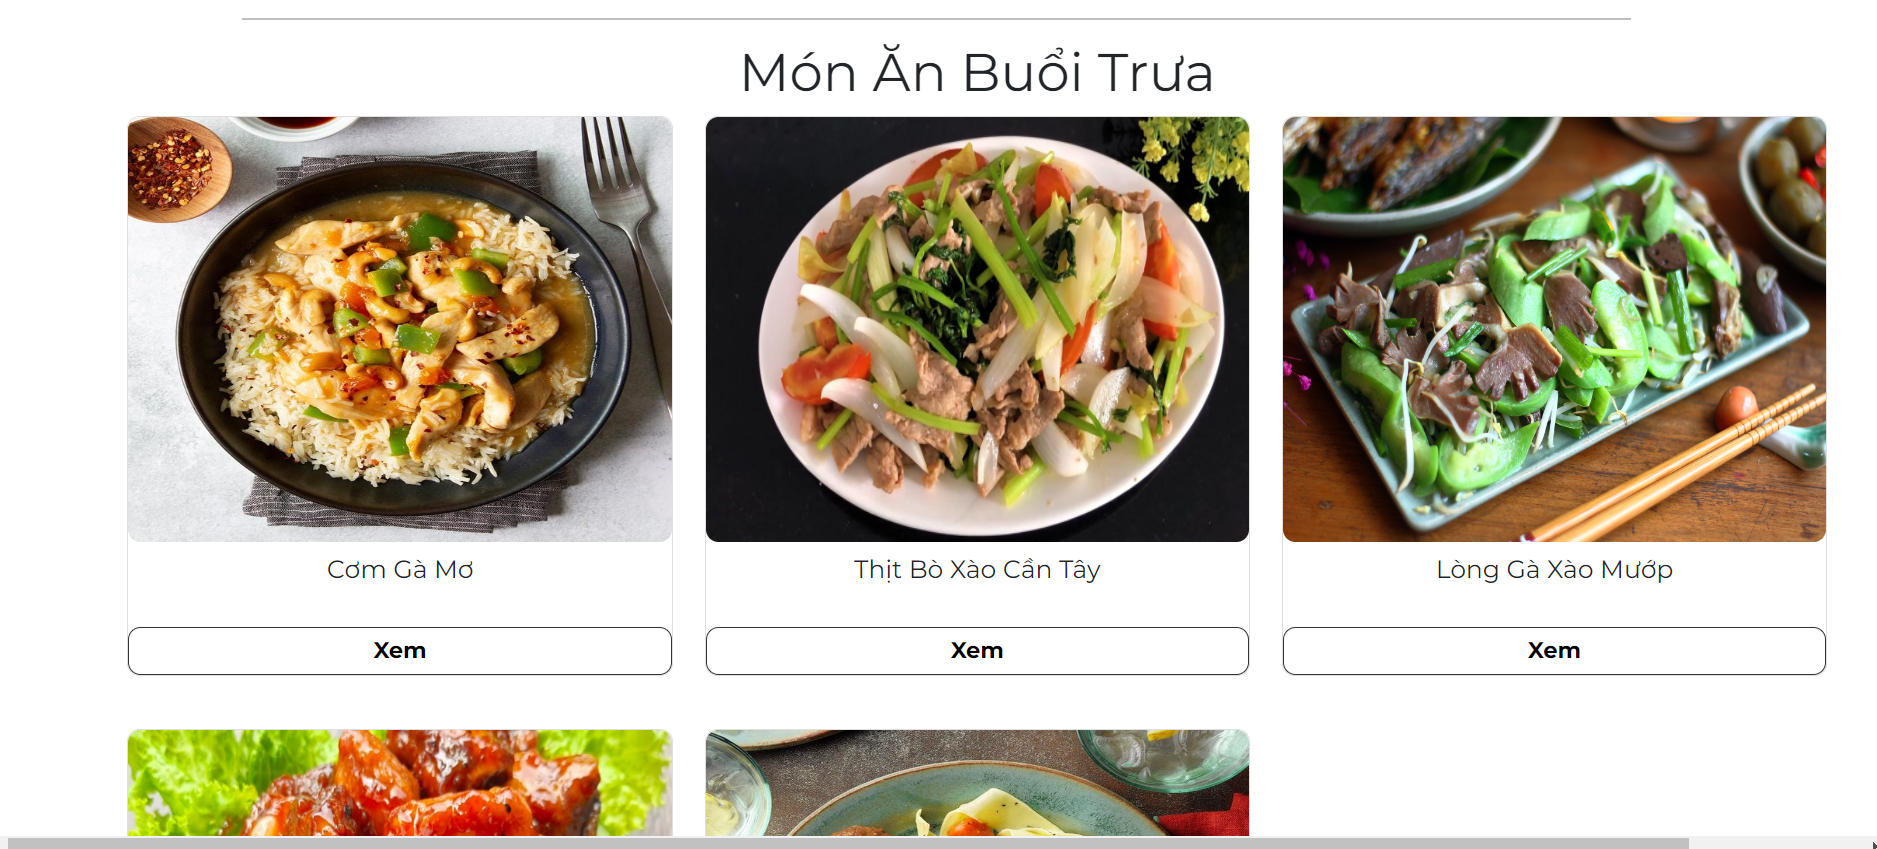 Món Ăn Buổi Trưa
Cơm Gà Mơ
Thịt Bò Xào Cần Tây
Lòng Gà Xào Mướp
Xem
Xem
Xem